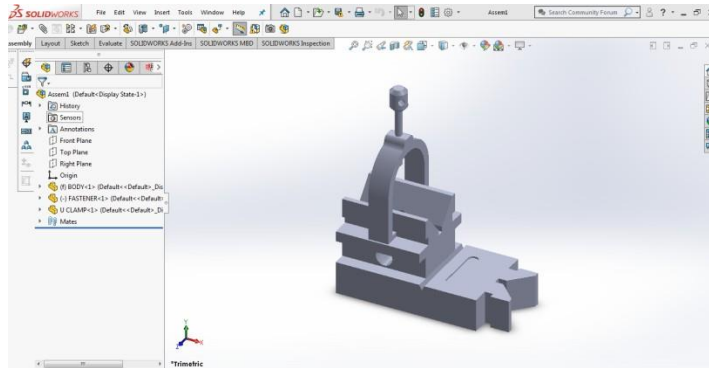 SOLIDWORKS File Edit View Insert Tools Window Help Assem1 Search Community Forum
ssembly Layout Sketch Evaluate SOLIDWORKS Add-Ins SOLIDWORKS MBD SOLIDWORKS Inspection
Assem1 (Default<Display State-1>)
History
Sensors
Annotations
Front Plane
Top Plane
Right Plane
Origin
(f) BODY<1> (Default<<Default>_Dis
(-) FASTENER<1> (Default<<Default>
U CLAMP<1> (Default<<Default>_Di
Mates
Y
X
*Trimetric